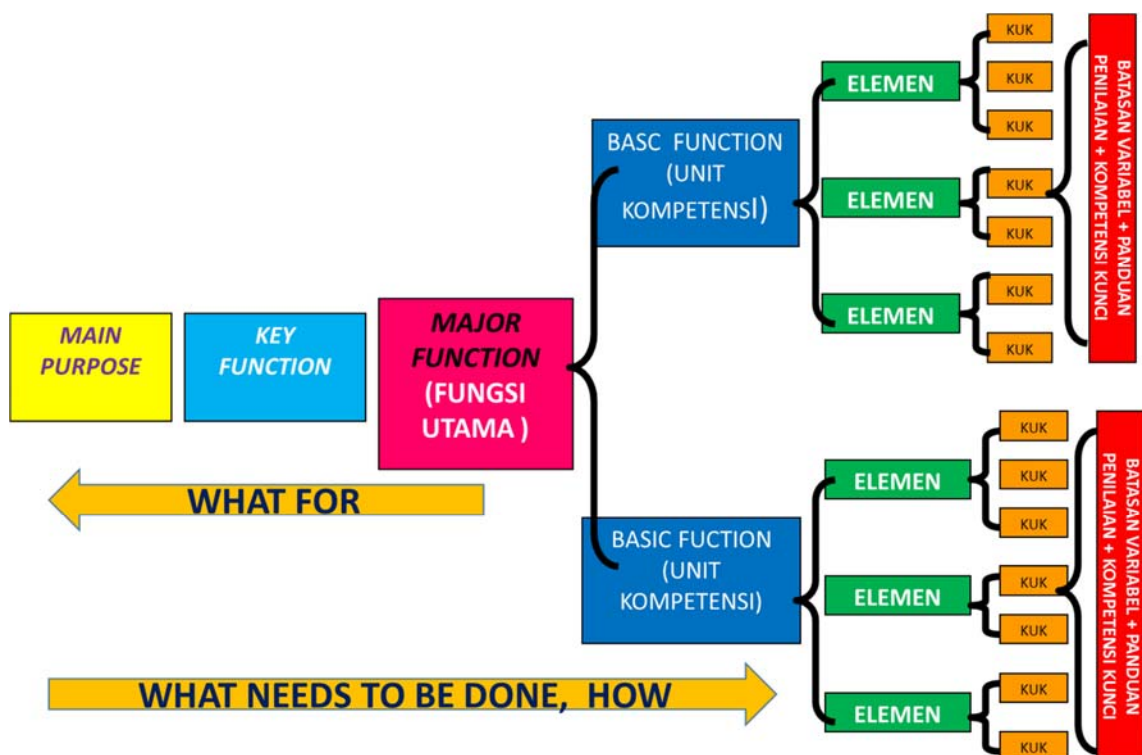 MAIN
PURPOSE
KEY
FUNCTION
MAJOR
FUNCTION
(FUNGSI
UTAMA )
BASC FUNCTION
(UNIT
KOMPETENSI)
ELEMEN
KUK
KUK
KUK
ELEMEN
KUK
KUK
ELEMEN
KUK
KUK
BATASAN VARIABEL + PANDUAN
PENILAIAN + KOMPETENSI KUNCI
BASIC FUCTION
(UNIT
KOMPETENSI)
ELEMEN
KUK
KUK
KUK
ELEMEN
KUK
KUK
ELEMEN
KUK
KUK
BATASAN VARIABEL + PANDUAN
PENILAIAN + KOMPETENSI KUNCI
WHAT FOR
WHAT NEEDS TO BE DONE, HOW